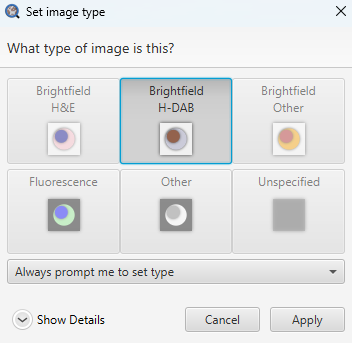 Set image type
What type of image is this?
Brightfield
H&E
Brightfield
H-DAB
Brightfield
Other
Fluorescence
Other
Unspecified
Always prompt me to set type
Show Details
Cancel
Apply